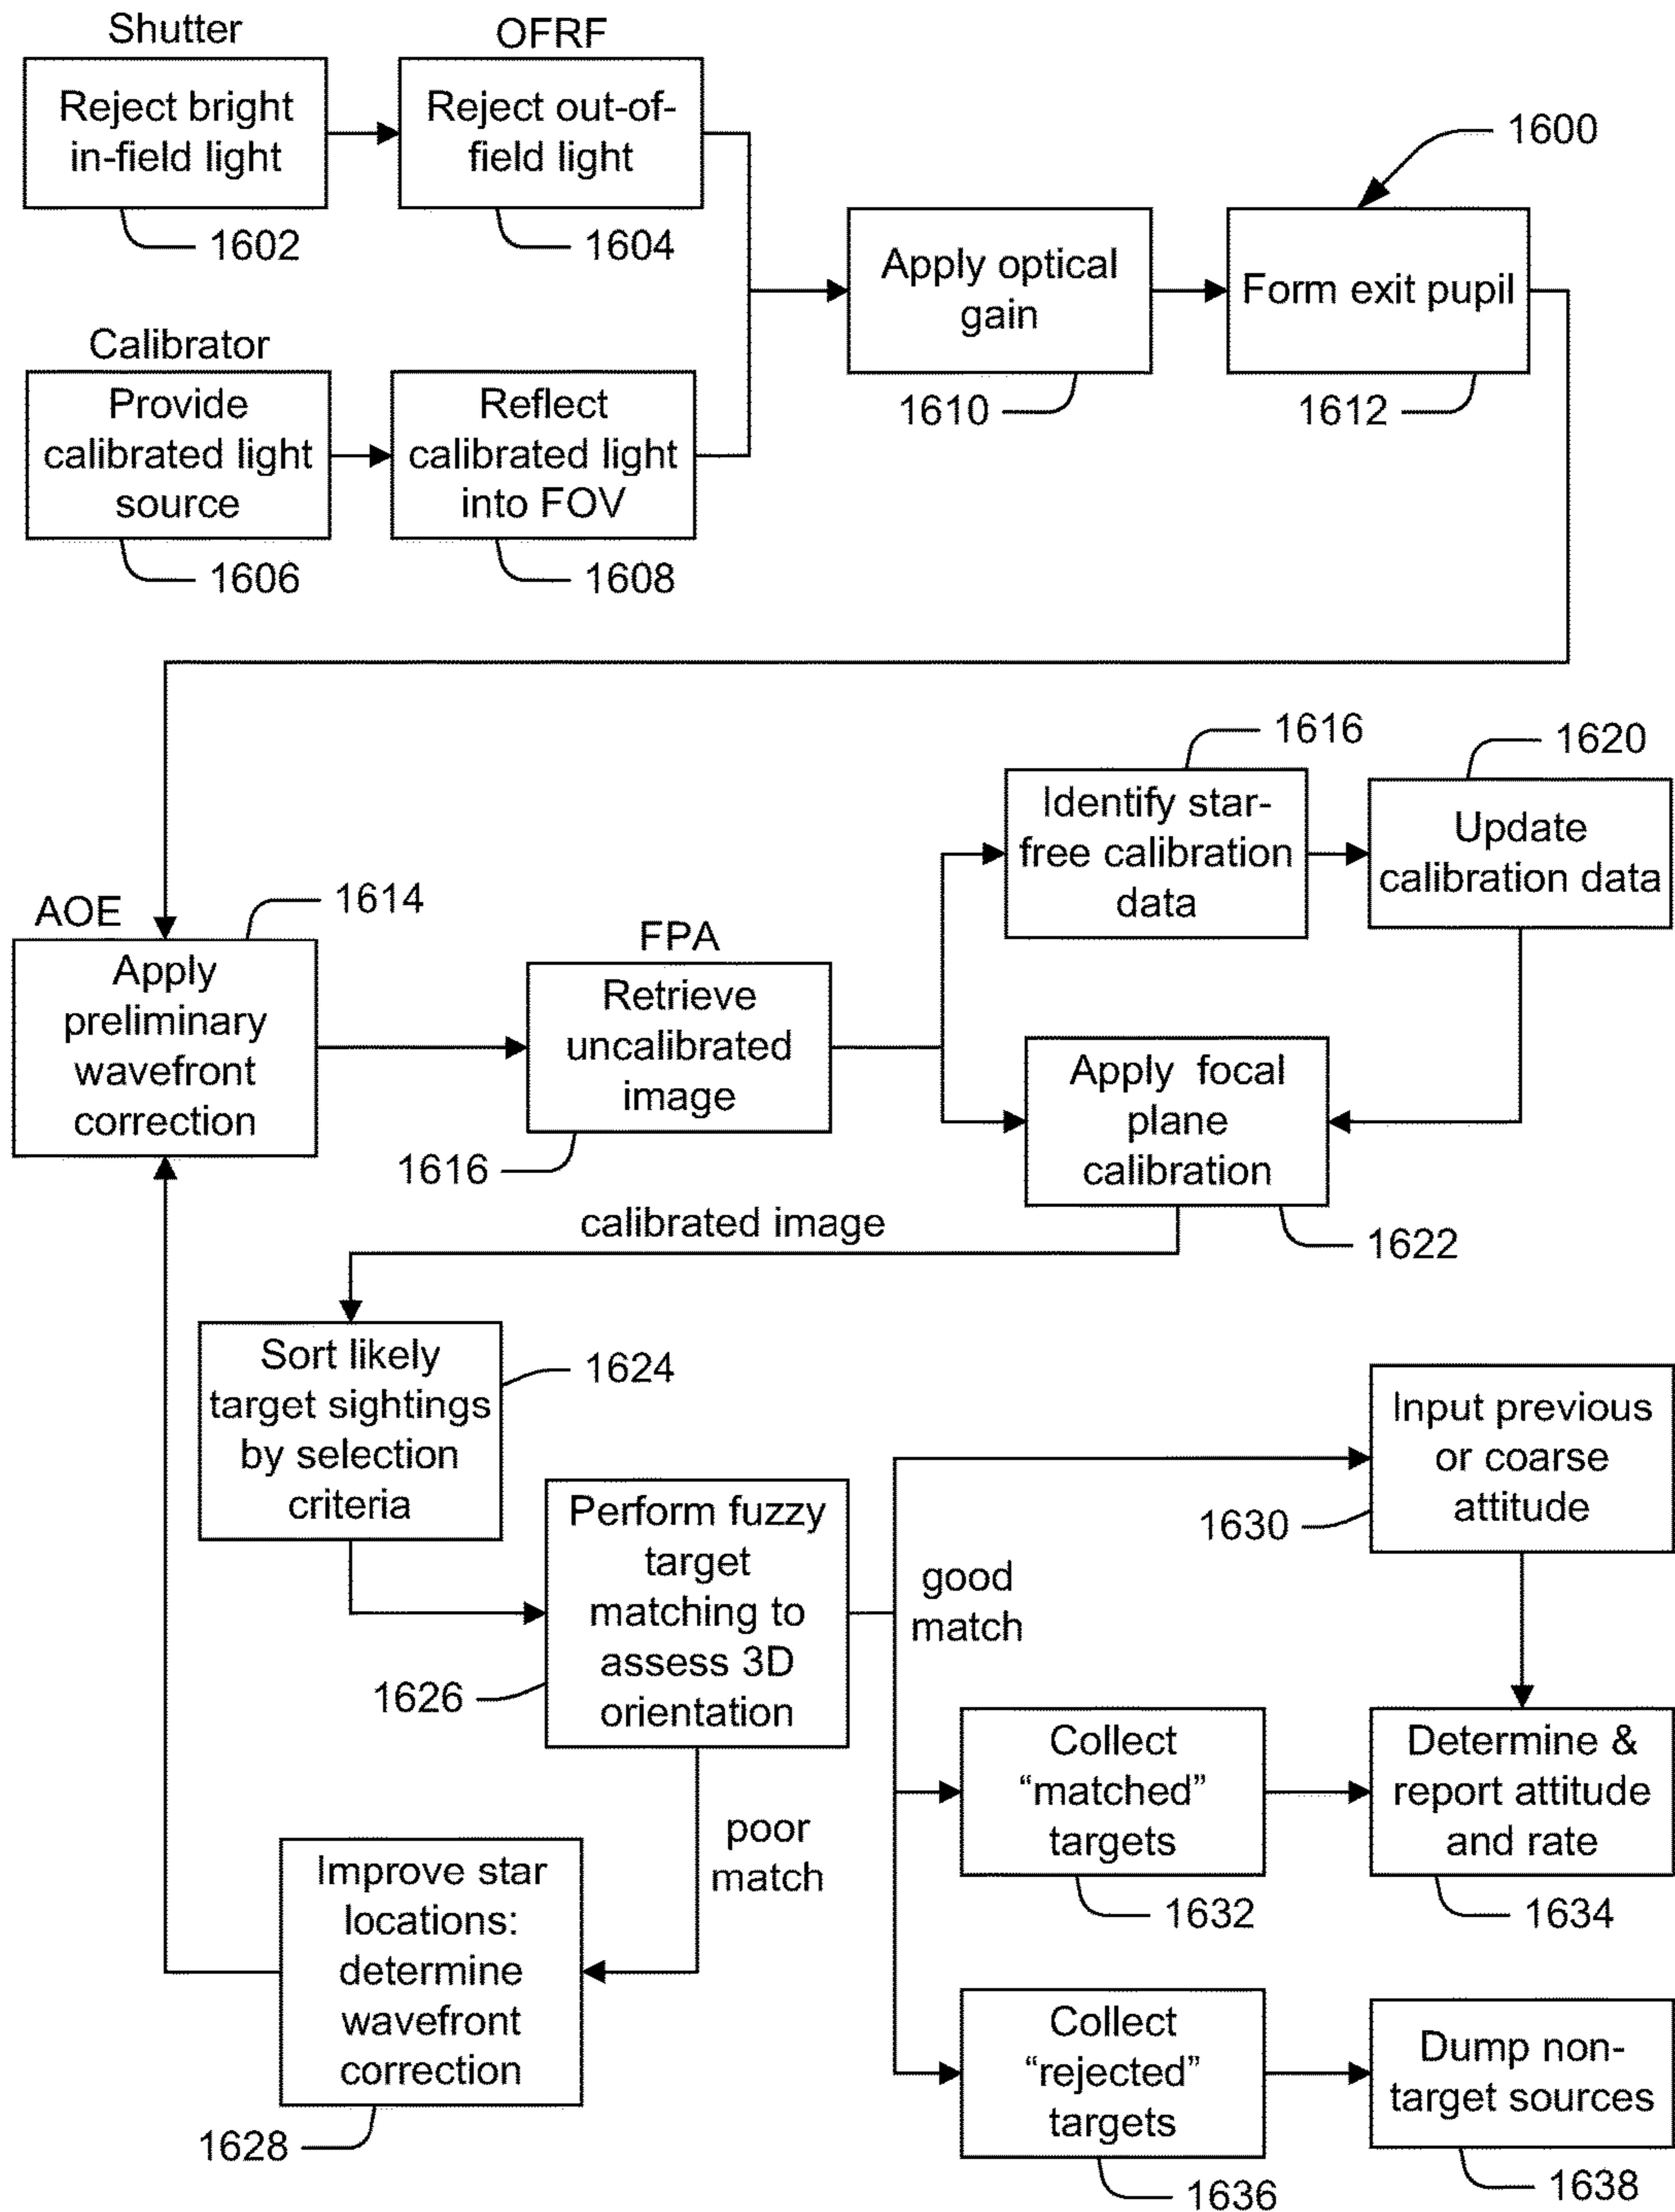 Shutter
Reject bright
in-field light
1602
OFRF
Reject out-of-
field light
1604
Calibrator
Provide
calibrated light
source
1606
Reflect
calibrated light
into FOV
1608
Apply optical
gain
1610
1600
Form exit pupil
1612
AOE
1614
Apply
preliminary
wavefront
correction
FPA
Retrieve
uncalibrated
image
1616
1616
Identify star-
free calibration
data
1620
Update
calibration data
Apply focal
plane
calibration
1622
calibrated image
Sort likely
target sightings
by selection
criteria
1624
Perform fuzzy
target
matching to
assess 3D
orientation
1626
poor
match
Improve star
locations:
determine
wavefront
correction
1628
good
match
Input previous
or coarse
attitude
1630
Collect
“matched”
targets
1632
Determine &
report attitude
and rate
1634
Collect
“rejected”
targets
1636
Dump non-
target sources
1638